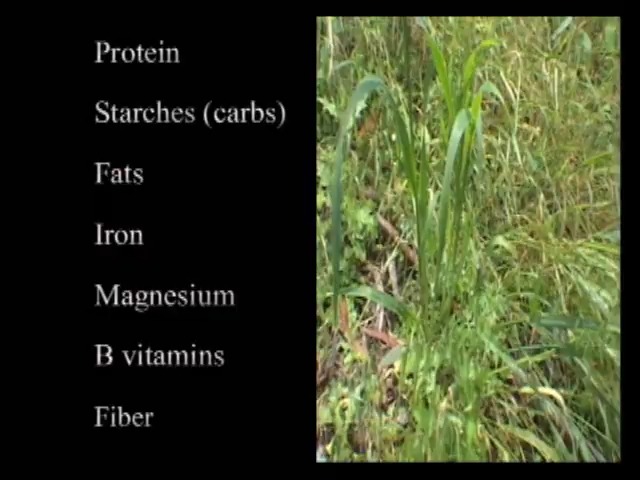 Protein
Starches (carbs)
Fats
Iron
Magnesium
B vitamins
Fiber